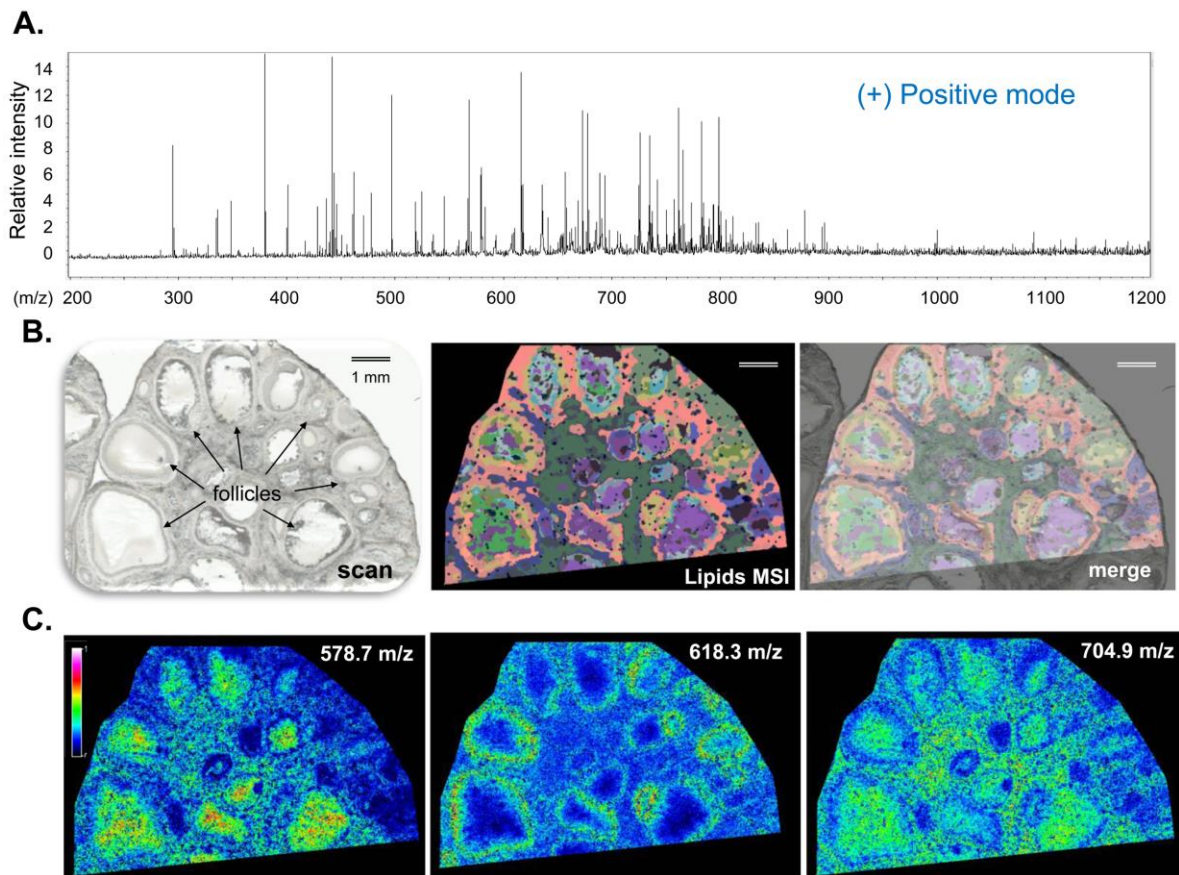 A.
Relative intensity
14
12
10
8
6
4
2
0
(+) Positive mode
(m/z) 200 300 400 500 600 700 800 900 1000 1100 1200
B.
1 mm
follicles
scan
Lipids MSI
merge
C.
578.7 m/z
618.3 m/z
704.9 m/z